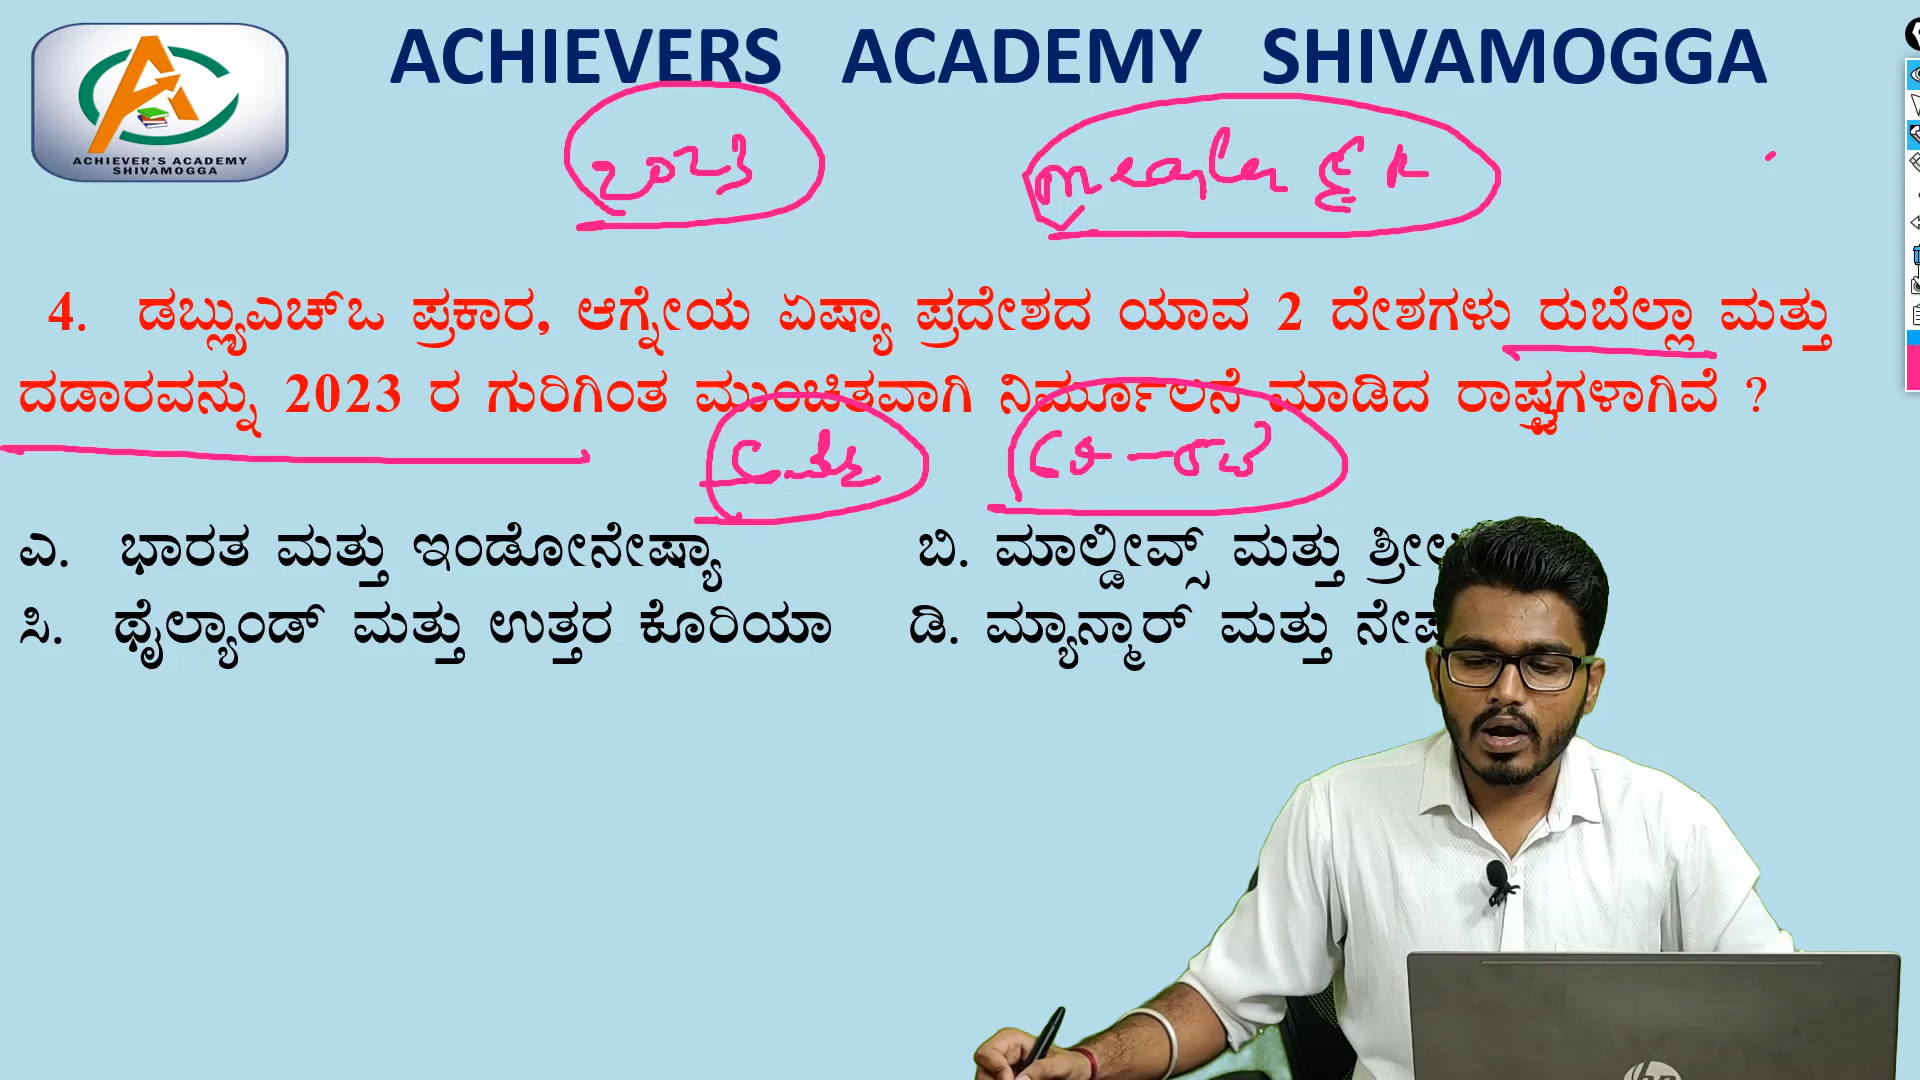 ACHIEVERS ACADEMY SHIVAMOGGA
ACHIEVER'S ACADEMY
SHIVAMOGGA
2023
4. ಡಬ್ಲ್ಯುಎಚ್‌ಒ ಪ್ರಕಾರ, ಆಗ್ನೇಯ ಏಷ್ಯಾ ಪ್ರದೇಶದ ಯಾವ 2 ದೇಶಗಳು ರುಬೆಲ್ಲಾ ಮತ್ತು
ದಡಾರವನ್ನು 2023 ರ ಗುರಿಗಿಂತ ಮುಂಚಿತವಾಗಿ ನಿರ್ಮೂಲನೆ ಮಾಡಿದ ರಾಷ್ಟ್ರಗಳಾಗಿವೆ ?
ಎ. ಭಾರತ ಮತ್ತು ಇಂಡೋನೇಷ್ಯಾ ಬಿ. ಮಾಲ್ಡೀವ್ಸ್ ಮತ್ತು
ಸಿ. ಥೈಲ್ಯಾಂಡ್ ಮತ್ತು ಉತ್ತರ ಕೊರಿಯಾ ಡಿ. ಮ್ಯಾನ್ಮಾರ್ ಮತ್ತು
hp